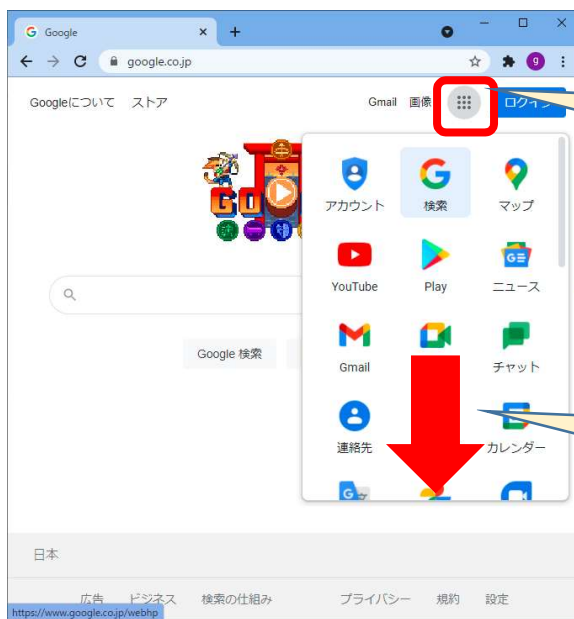 Google
google.co.jp
g
Googleについて ストア
Gmail 画像
ログイン
アカウント 検索 マップ
YouTube Play ニュース
Gmail チャット
連絡先 カレンダー
Google 検索
日本
広告 ビジネス 検索の仕組み プライバシー 規約 設定
https://www.google.co.jp/webhp